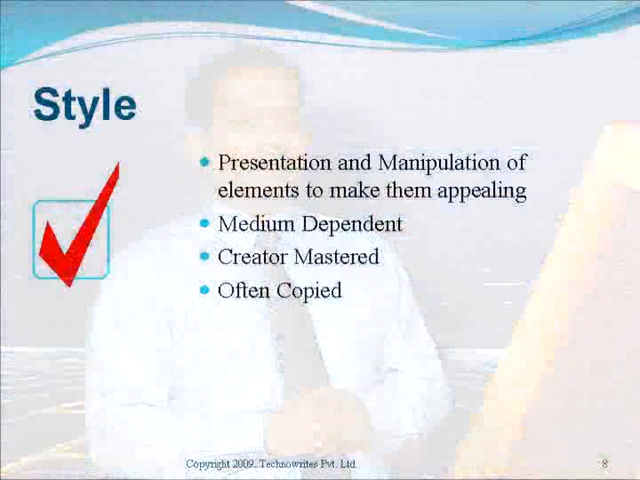 Style
Presentation and Manipulation of
elements to make them appealing
Medium Dependent
Creator Mastered
Often Copied
Copyright 2009. Technowrites Pvt. Ltd.
8